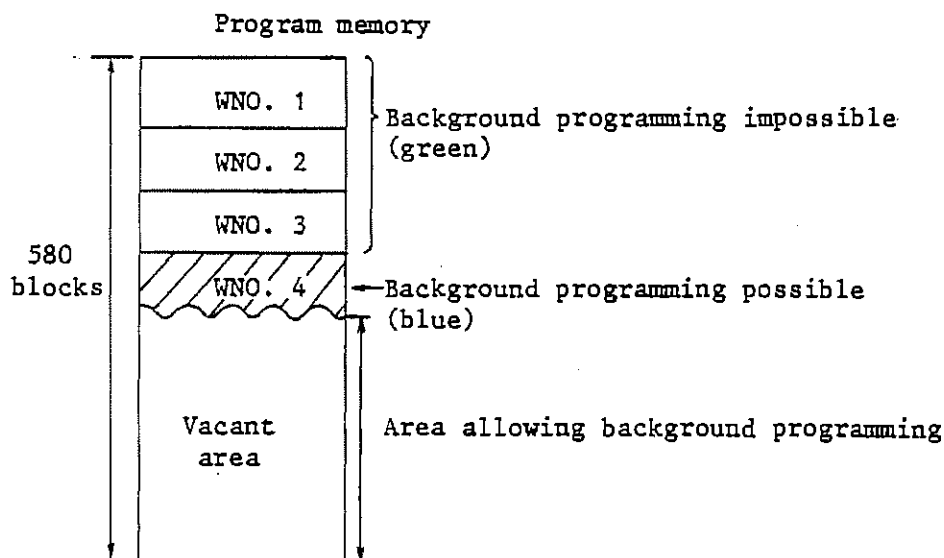 Program memory
WNO. 1
Background programming impossible
(green)
WNO. 2
WNO. 3
580
blocks
WNO. 4
Background programming possible
(blue)
Vacant
area
Area allowing background programming